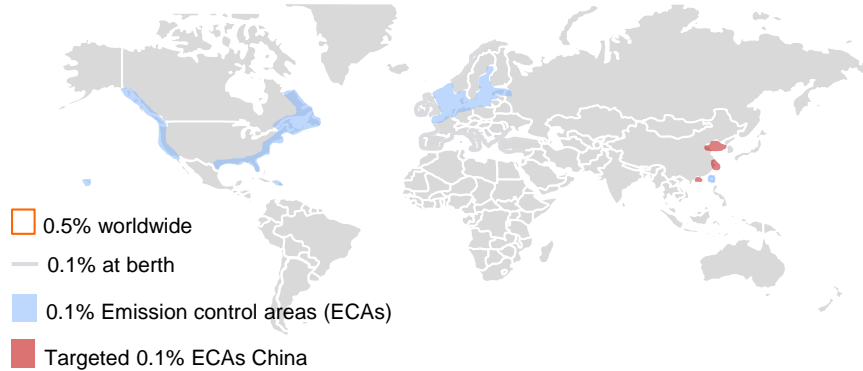 0.5% worldwide
0.1% at berth
0.1% Emission control areas (ECAs)
Targeted 0.1% ECAs China